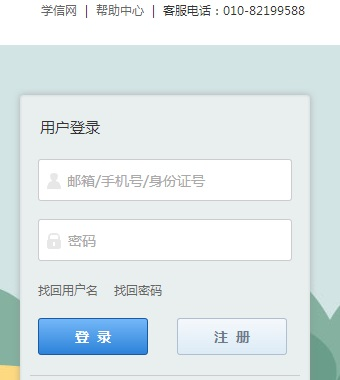 学信网 | 帮助中心 | 客服电话：010-82199588
用户登录
邮箱/手机号/身份证号
密码
找回用户名 找回密码
登 录 注 册